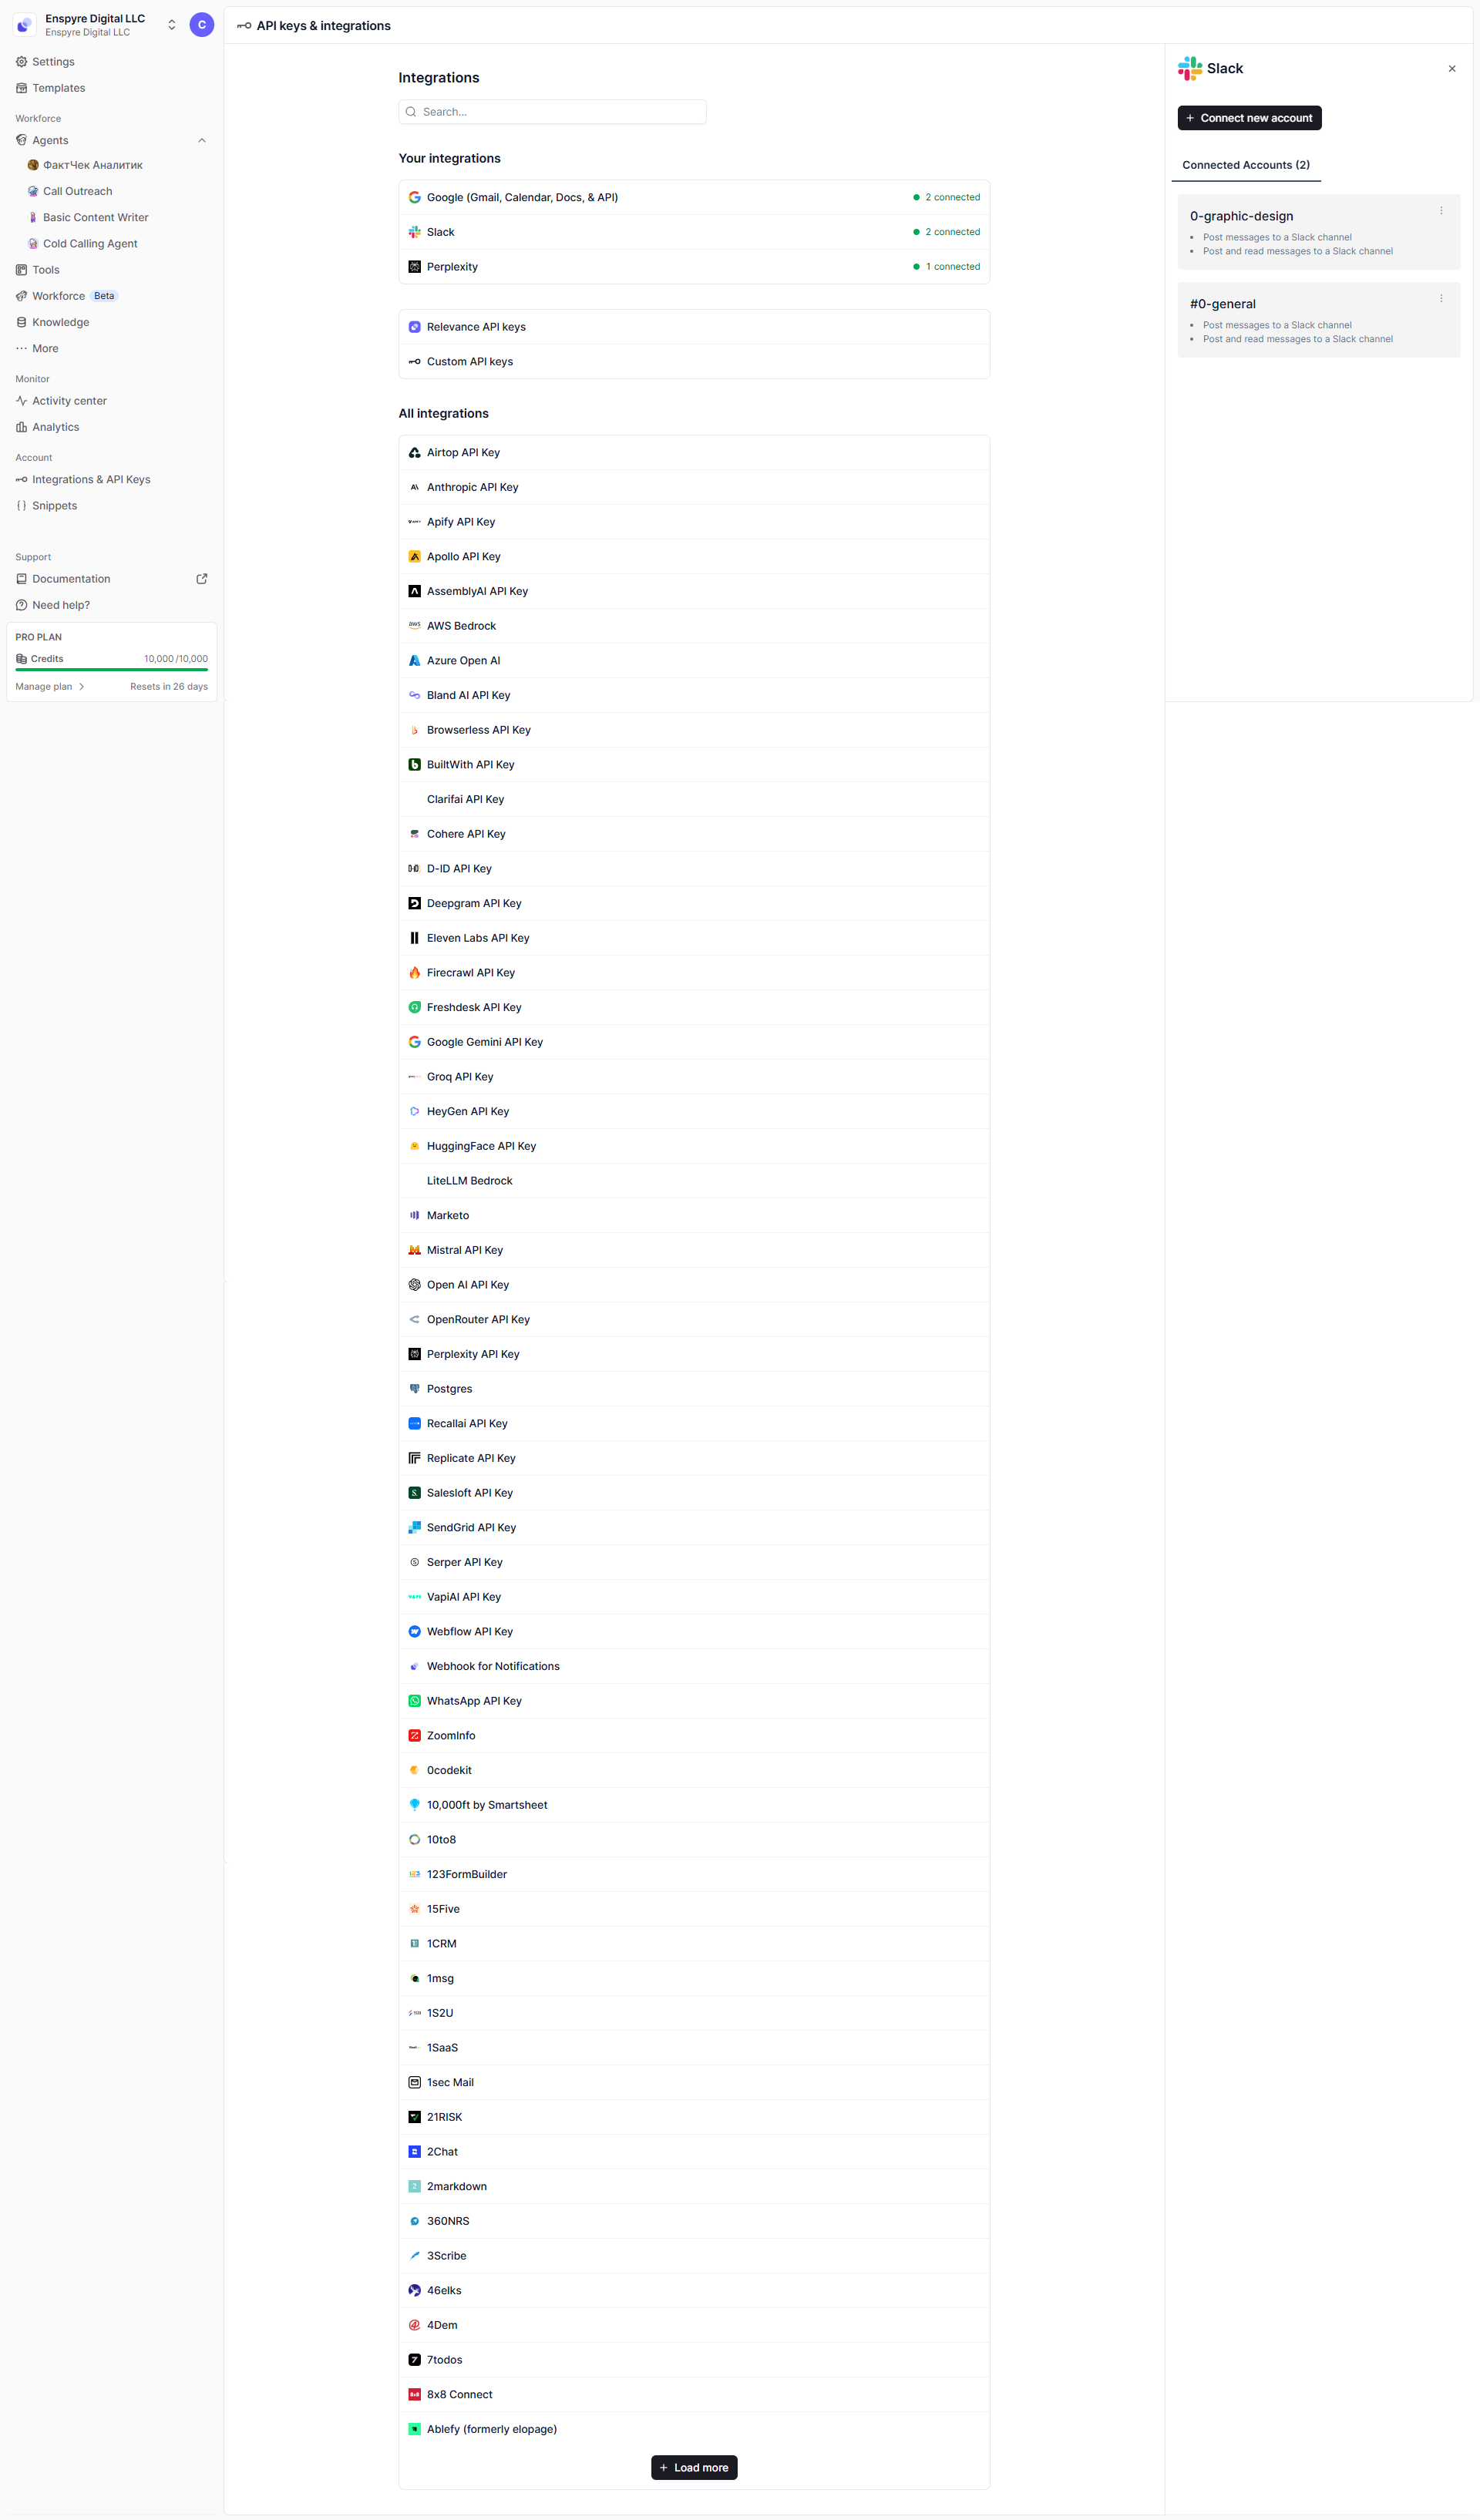 Enspyre Digital LLC
Enspyre Digital LLC
C
Settings
Templates
Workforce
Agents
ФактЧек Аналитик
Call Outreach
Basic Content Writer
Cold Calling Agent
Tools
Workforce Beta
Knowledge
More
Monitor
Activity center
Analytics
Account
Integrations & API Keys
Snippets
Support
Documentation
Need help?
PRO PLAN
Credits 10,000/10,000
Manage plan Resets in 26 days
API keys & integrations
Integrations
Search...
Your integrations
Google (Gmail, Calendar, Docs, & API) 2 connected
Slack 2 connected
Perplexity 1 connected
Relevance API keys
Custom API keys
All integrations
Airtop API Key
Anthropic API Key
Apify API Key
Apollo API Key
AssemblyAI API Key
AWS Bedrock
Azure Open AI
Bland AI API Key
Browserless API Key
BuiltWith API Key
Clarifai API Key
Cohere API Key
D-ID API Key
Deepgram API Key
Eleven Labs API Key
Firecrawl API Key
Freshdesk API Key
Google Gemini API Key
Groq API Key
HeyGen API Key
HuggingFace API Key
LiteLLM Bedrock
Marketo
Mistral API Key
Open AI API Key
OpenRouter API Key
Perplexity API Key
Postgres
Recallai API Key
Replicate API Key
Salesloft API Key
SendGrid API Key
Serper API Key
VapiAI API Key
Webflow API Key
Webhook for Notifications
WhatsApp API Key
ZoomInfo
0codekit
10,000ft by Smartsheet
10to8
123FormBuilder
15Five
1CRM
1msg
1S2U
1SaaS
1sec Mail
21RISK
2Chat
2markdown
360NRS
3Scribe
46elks
4Dem
7todos
8x8 Connect
Ablefy (formerly elopage)
Load more
Slack
Connect new account
Connected Accounts (2)
0-graphic-design
Post messages to a Slack channel
Post and read messages to a Slack channel
#0-general
Post messages to a Slack channel
Post and read messages to a Slack channel